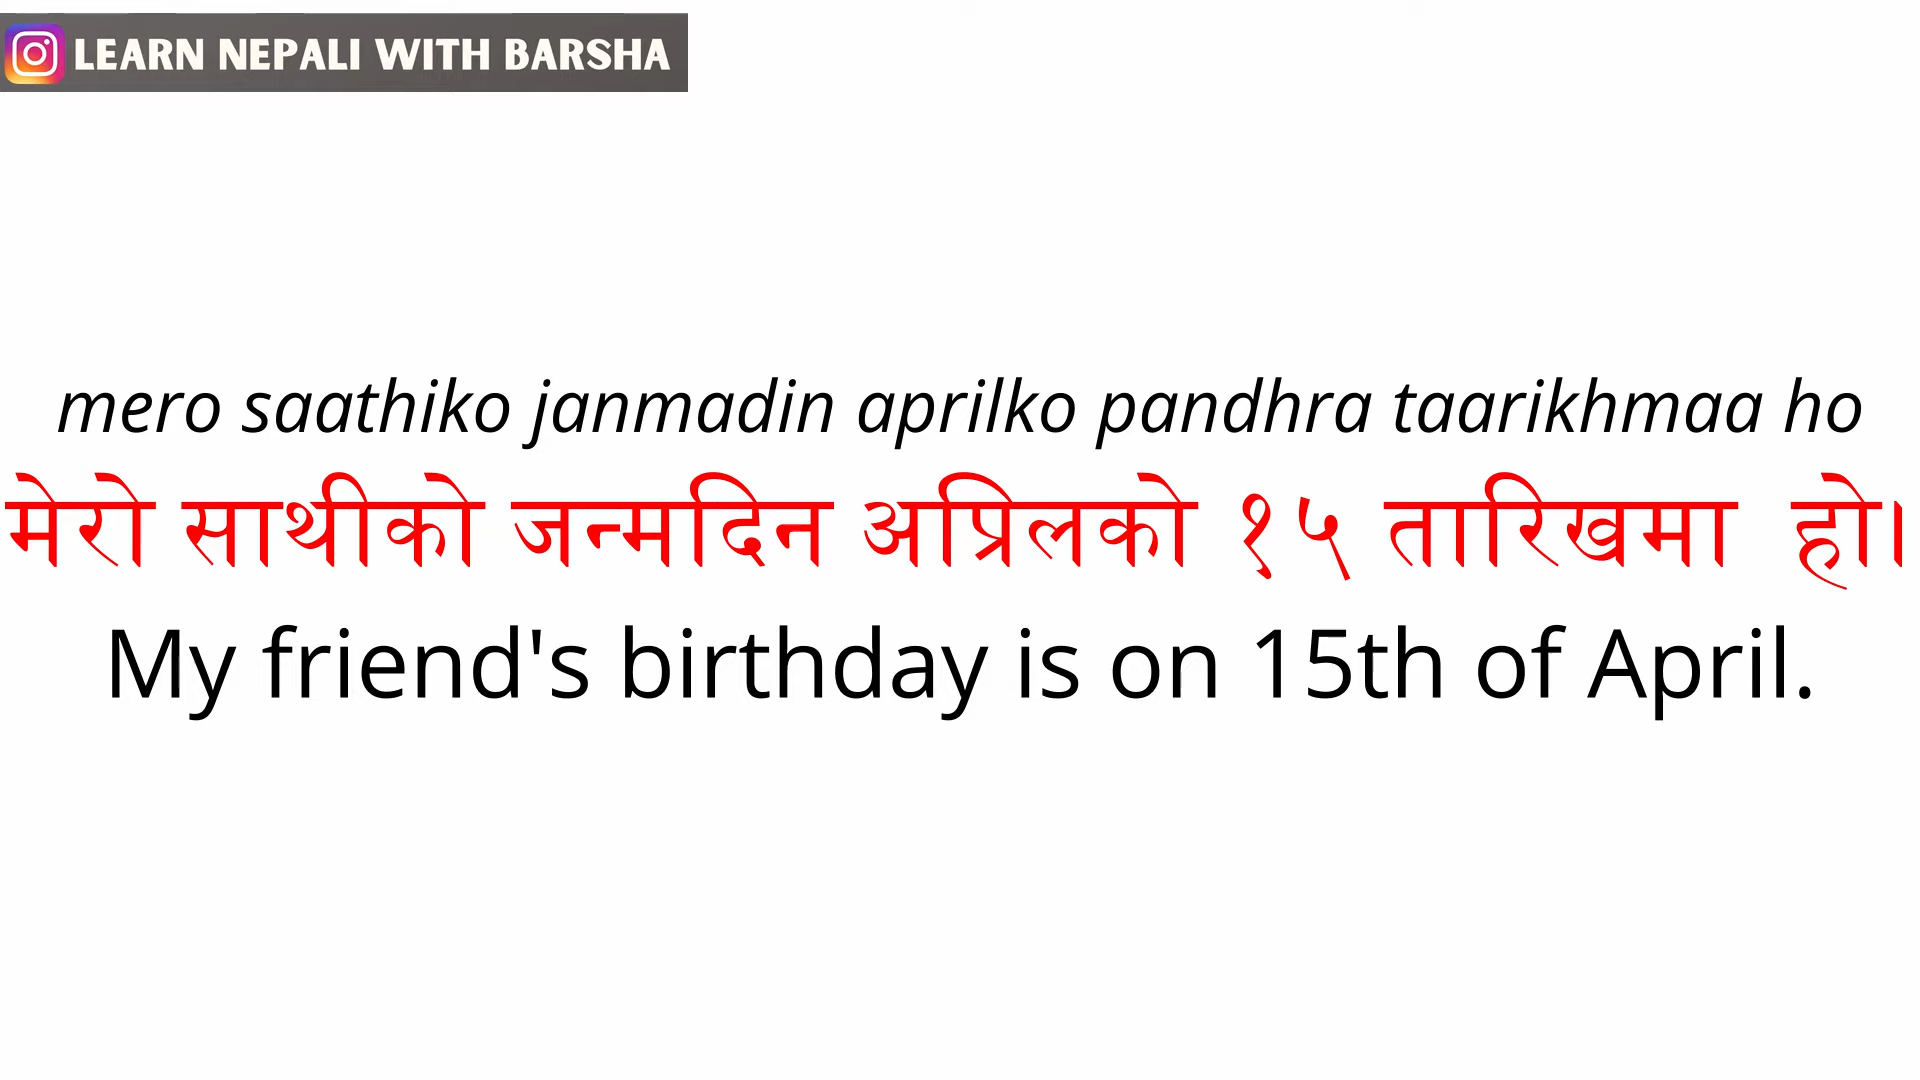 LEARN NEPALI WITH BARSHA
mero saathiko janmadin aprilko pandhra taarikhmaa ho
मेरो साथीको जन्मदिन अप्रिलको १५ तारिखमा हो।
My friend's birthday is on 15th of April.